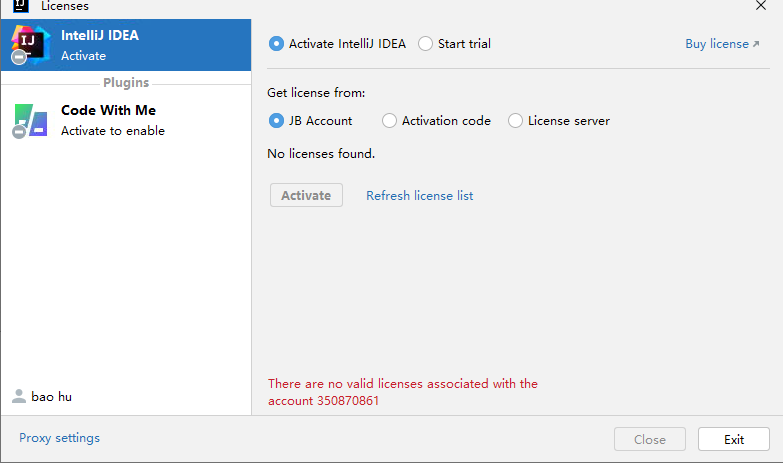 Licenses
IntelliJ IDEA
Activate
Plugins
Code With Me
Activate to enable
bao hu
Activate IntelliJ IDEA Start trial Buy license ↗
Get license from:
JB Account Activation code License server
No licenses found.
Activate Refresh license list
There are no valid licenses associated with the
account 350870861
Proxy settings Close Exit